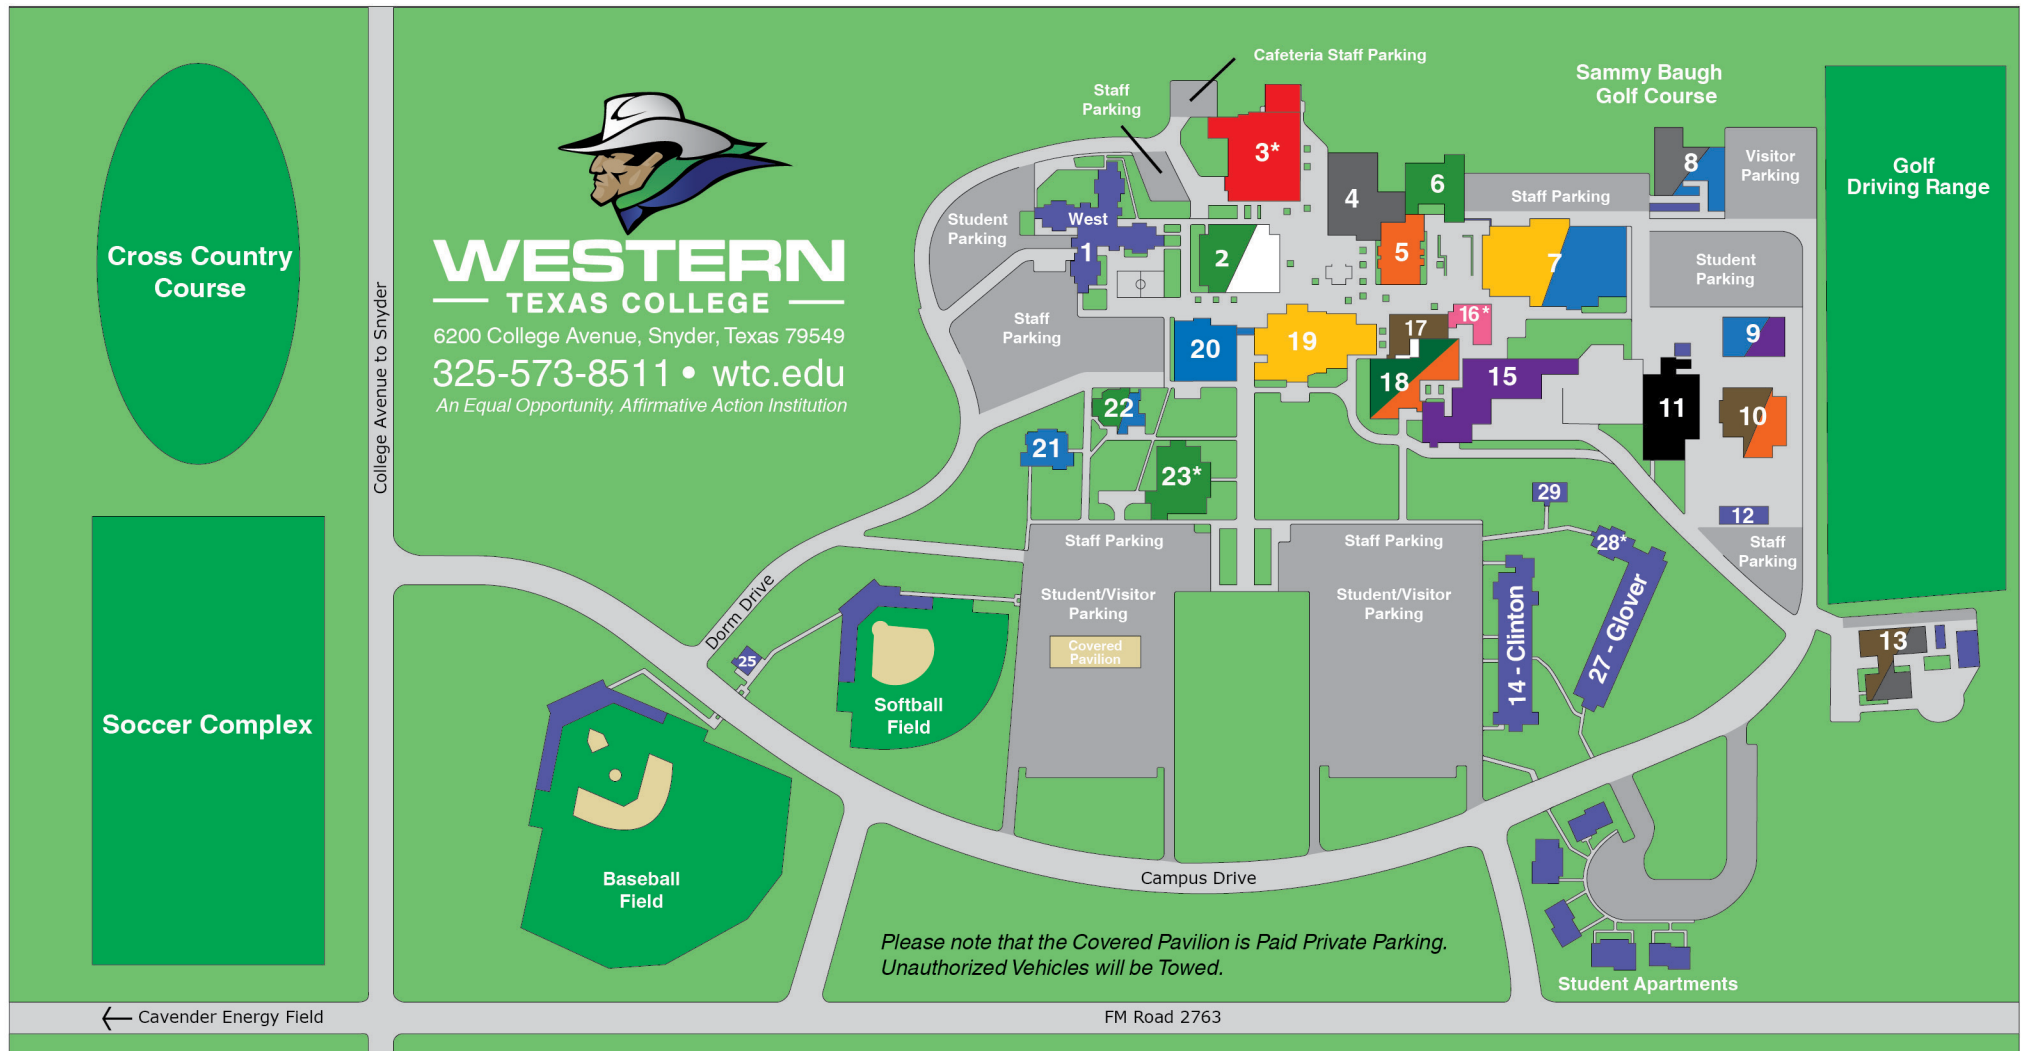 Cafeteria Staff Parking
Staff
Parking
Sammy Baugh
Golf Course
Cross Country
Course
Soccer Complex
College Avenue to Snyder
WESTERN
TEXAS COLLEGE
6200 College Avenue, Snyder, Texas 79549
325-573-8511 • wtc.edu
An Equal Opportunity, Affirmative Action Institution
Student
Parking
West
1
Staff
Parking
2
3*
4
5
6
Staff Parking
7
8
Visitor
Parking
Golf
Driving Range
Student
Parking
9
10
11
12
Staff
Parking
13
20
19
17
16*
18
15
22
21
23*
29
28*
27 - Glover
14 - Clinton
Staff Parking
Student/Visitor
Parking
Covered
Pavilion
Staff Parking
Student/Visitor
Parking
Dorm Drive
25
Softball
Field
Baseball
Field
Campus Drive
Please note that the Covered Pavilion is Paid Private Parking.
Unauthorized Vehicles will be Towed.
Student Apartments
← Cavender Energy Field
FM Road 2763